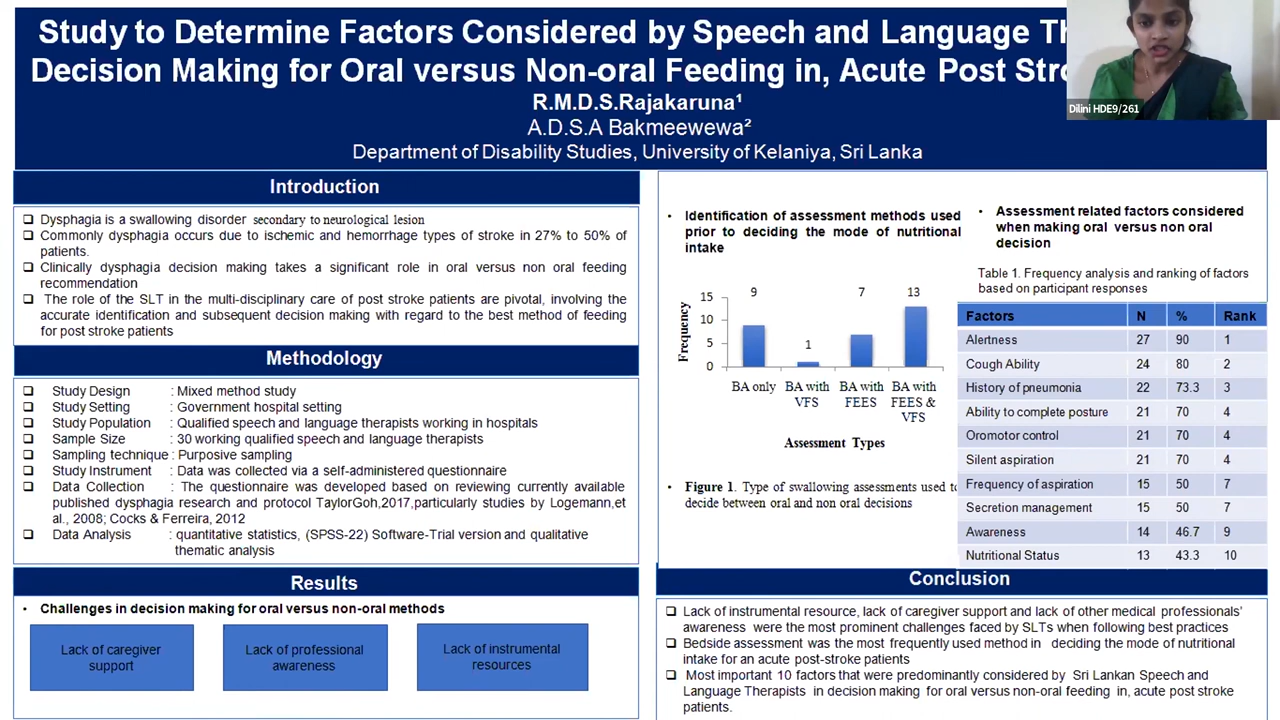 Study to Determine Factors Considered by Speech and Language
Decision Making for Oral versus Non-oral Feeding in, Acute Post
R.M.D.S.Rajakaruna¹
A.D.S.A Bakmeewewa²
Department of Disability Studies, University of Kelaniya, Sri Lanka
Dilini HDE9/261
Introduction
Dysphagia is a swallowing disorder secondary to neurological lesion
Commonly dysphagia occurs due to ischemic and hemorrhage types of stroke in 27% to 50% of
patients.
Clinically dysphagia decision making takes a significant role in oral versus non oral feeding
recommendation
The role of the SLT in the multi-disciplinary care of post stroke patients are pivotal, involving the
accurate identification and subsequent decision making with regard to the best method of feeding
for post stroke patients
Methodology
Study Design : Mixed method study
Study Setting : Government hospital setting
Study Population : Qualified speech and language therapists working in hospitals
Sample Size : 30 working qualified speech and language therapists
Sampling technique : Purposive sampling
Study Instrument : Data was collected via a self-administered questionnaire
Data Collection : The questionnaire was developed based on reviewing currently available
published dysphagia research and protocol TaylorGoh,2017,particularly studies by Logemann,et
al., 2008; Cocks & Ferreira, 2012
Data Analysis : quantitative statistics, (SPSS-22) Software-Trial version and qualitative
thematic analysis
Results
• Challenges in decision making for oral versus non-oral methods
Lack of caregiver
support
Lack of professional
awareness
Lack of instrumental
resources
• Identification of assessment methods used
prior to deciding the mode of nutritional
intake
Frequency
15
10
5
0
9
1
7
13
BA only
BA with
VFS
BA with
FEES
BA with
FEES &
VFS
Assessment Types
• Figure 1. Type of swallowing assessments used to
decide between oral and non oral decisions
• Assessment related factors considered
when making oral versus non oral
decision
Table 1. Frequency analysis and ranking of factors
based on participant responses
Factors N % Rank
Alertness 27 90 1
Cough Ability 24 80 2
History of pneumonia 22 73.3 3
Ability to complete posture 21 70 4
Oromotor control 21 70 4
Silent aspiration 21 70 4
Frequency of aspiration 15 50 7
Secretion management 15 50 7
Awareness 14 46.7 9
Nutritional Status 13 43.3 10
Conclusion
Lack of instrumental resource, lack of caregiver support and lack of other medical professionals'
awareness were the most prominent challenges faced by SLTs when following best practices
Bedside assessment was the most frequently used method in deciding the mode of nutritional
intake for an acute post-stroke patients
Most important 10 factors that were predominantly considered by Sri Lankan Speech and
Language Therapists in decision making for oral versus non-oral feeding in, acute post stroke
patients.